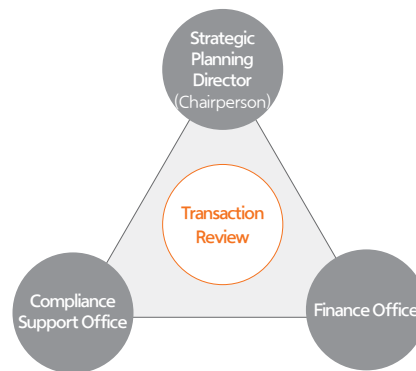 Strategic
Planning
Director
(Chairperson)
Transaction
Review
Compliance
Support Office
Finance Office